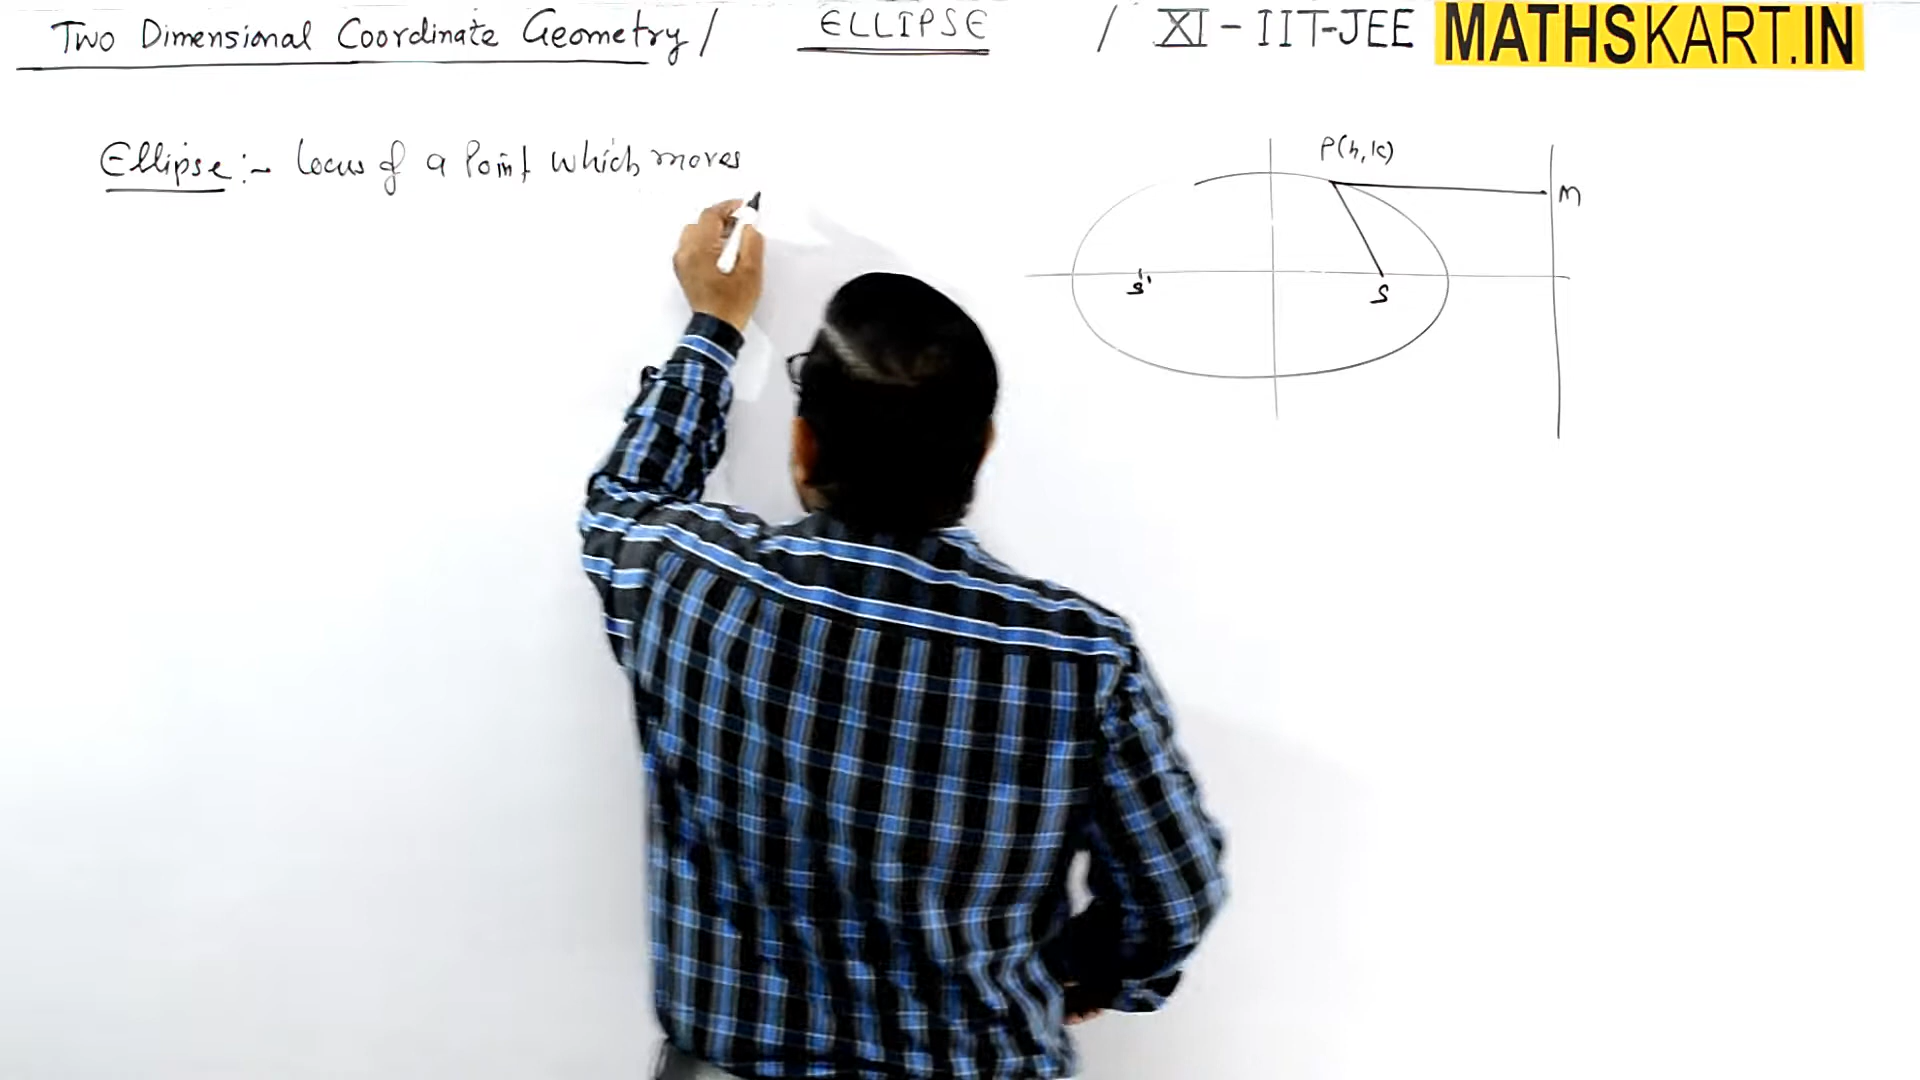 Two Dimensional Coordinate Geometry / ELLIPSE / XI - IIT-JEE MATHSKART.IN
Ellipse :- locus of a Point which moves
P(h,k)
M
S'
S